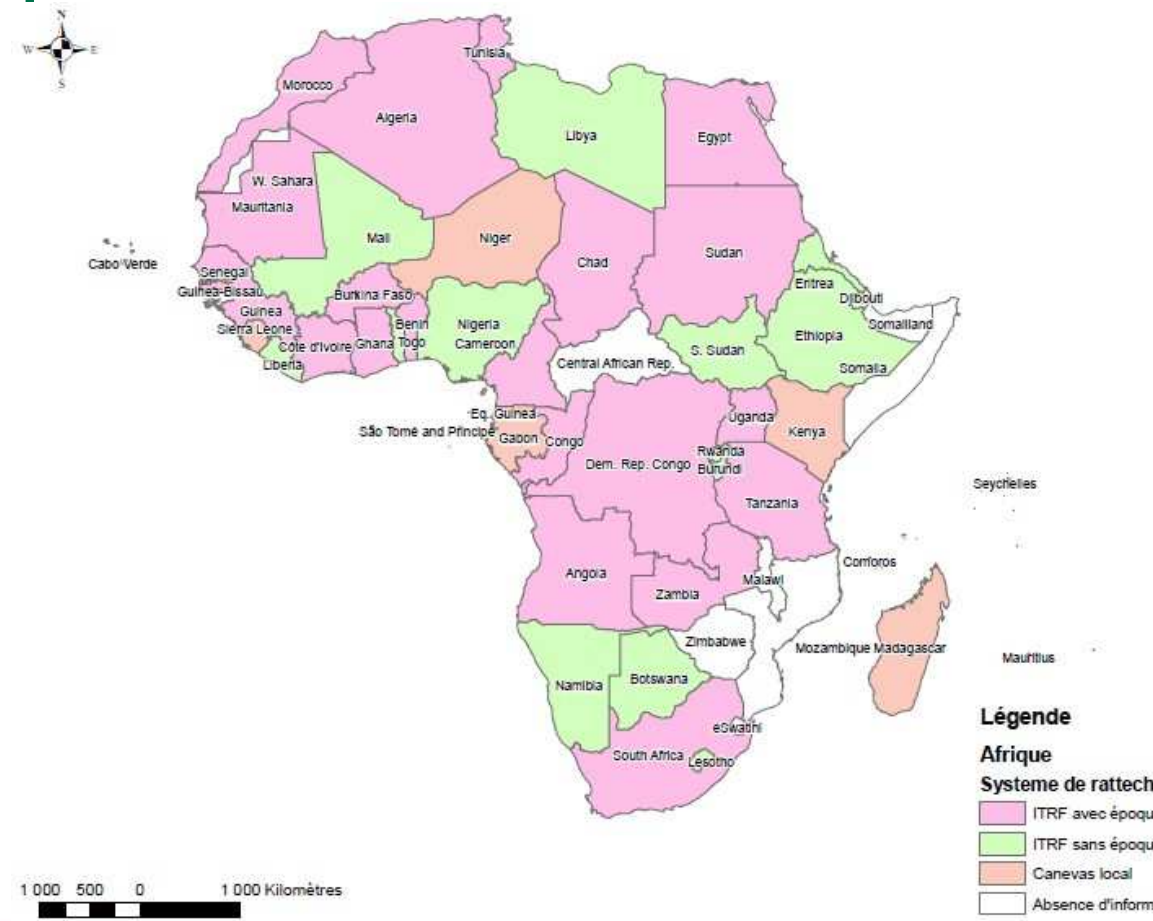 N
W E
S
Tunisia
Morocco
Algeria
Libya
Egypt
W. Sahara
Mauritania
Mali
Niger
Chad
Sudan
Cabo Verde
Senegal
Guinea-Bissau
Burkina Faso
Eritrea
Djibouti
Guinea
Sierra Leone
Benin
Nigeria
Somaliland
Côte d'Ivoire
Ghana
Togo
Cameroon
Ethiopia
Liberia
Central African Rep.
S. Sudan
Somalia
Eq. Guinea
Uganda
São Tomé and Príncipe
Gabon
Congo
Kenya
Rwanda
Dem. Rep. Congo
Burundi
Seychelles
Tanzania
Comoros
Angola
Malawi
Zambia
Zimbabwe
Mozambique
Madagascar
Mauritius
Namibia
Botswana
eSwatini
South Africa
Lesotho
Légende
Afrique
Systeme de rattech
ITRF avec époqu
ITRF sans époqu
Canevas local
Absence d'inform
1 000 500 0 1 000 Kilomètres